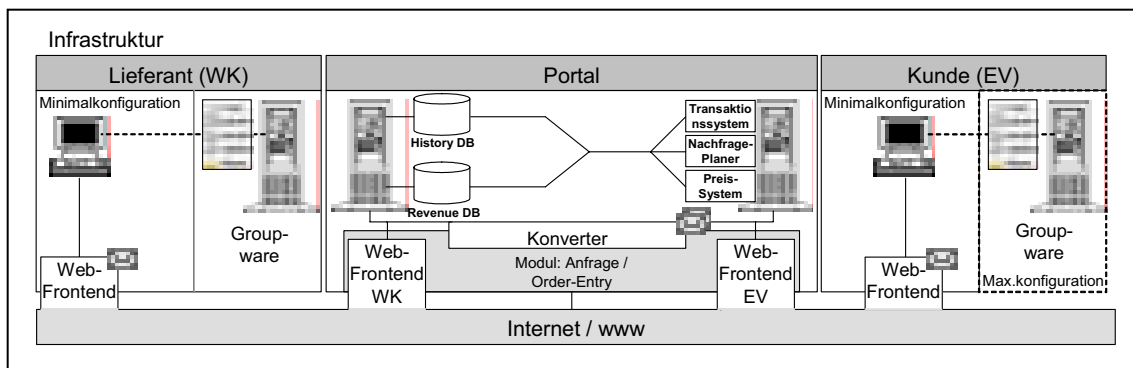 Infrastruktur
Lieferant (WK)
Minimalkonfiguration
Group-
ware
Web-
Frontend
Portal
History DB
Revenue DB
Transaktio
nssystem
Nachfrage-
Planer
Preis-
System
Konverter
Modul: Anfrage /
Order-Entry
Web-
Frontend
WK
Web-
Frontend
EV
Kunde (EV)
Minimalkonfiguration
Group-
ware
Max.konfiguration
Web-
Frontend
Internet / www